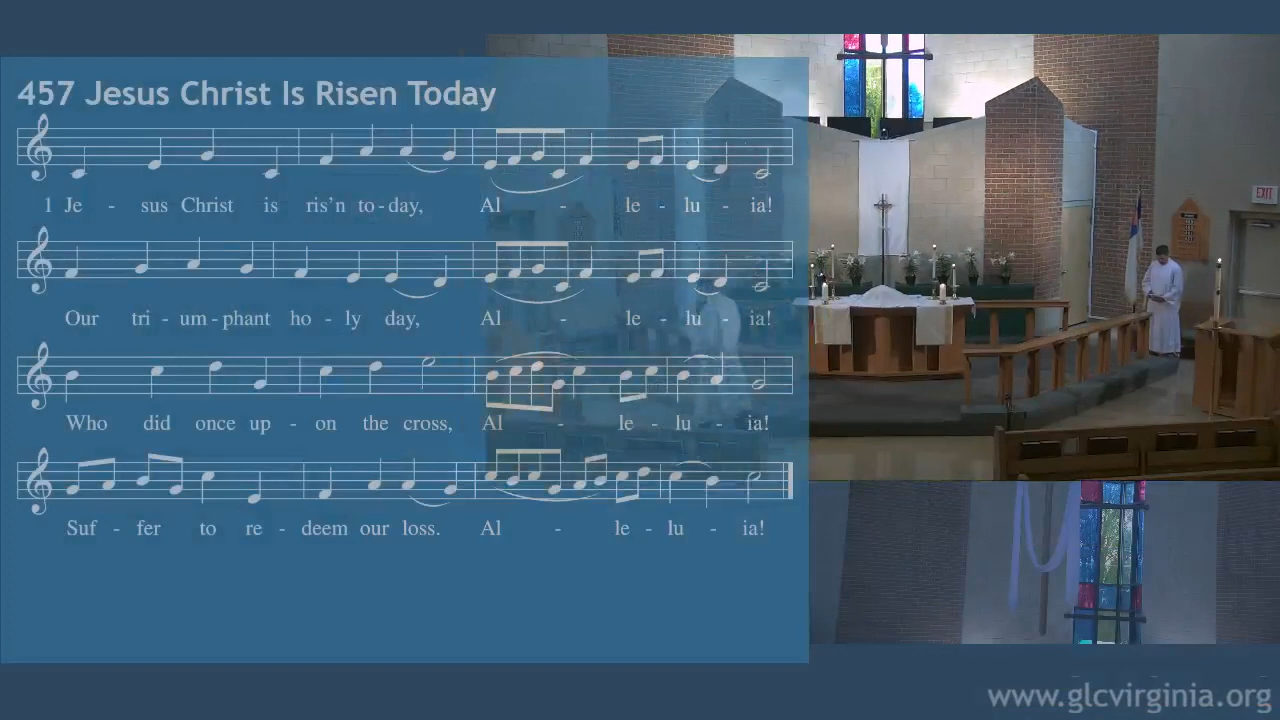 457 Jesus Christ Is Risen Today
1 Je - sus Christ is ris’n to - day, Al - le - lu - ia!
Our tri - um - phant ho - ly day, Al - le - lu - ia!
Who did once up - on the cross, Al - le - lu - ia!
Suf - fer to re - deem our loss. Al - le - lu - ia!
EXIT
www.glcvirginia.org